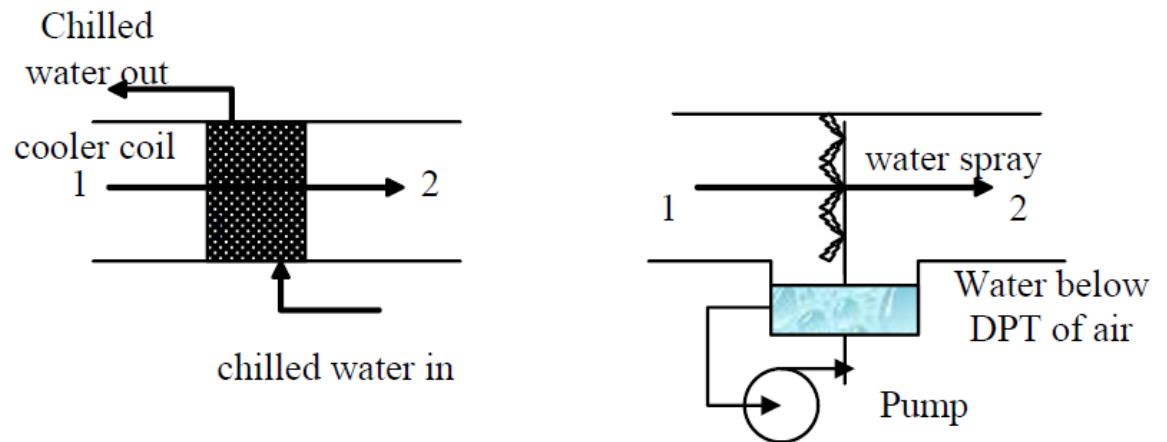 Chilled
water out
cooler coil
1
2
chilled water in
water spray
1
2
Water below
DPT of air
Pump